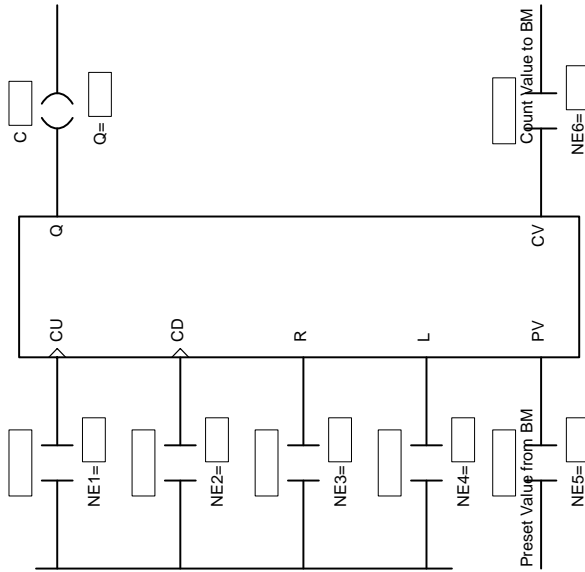 C
Q=
CU
Q
NE1=
CD
NE2=
R
NE3=
L
NE4=
Preset Value from BM
PV
CV
Count Value to BM
NE5=
NE6=